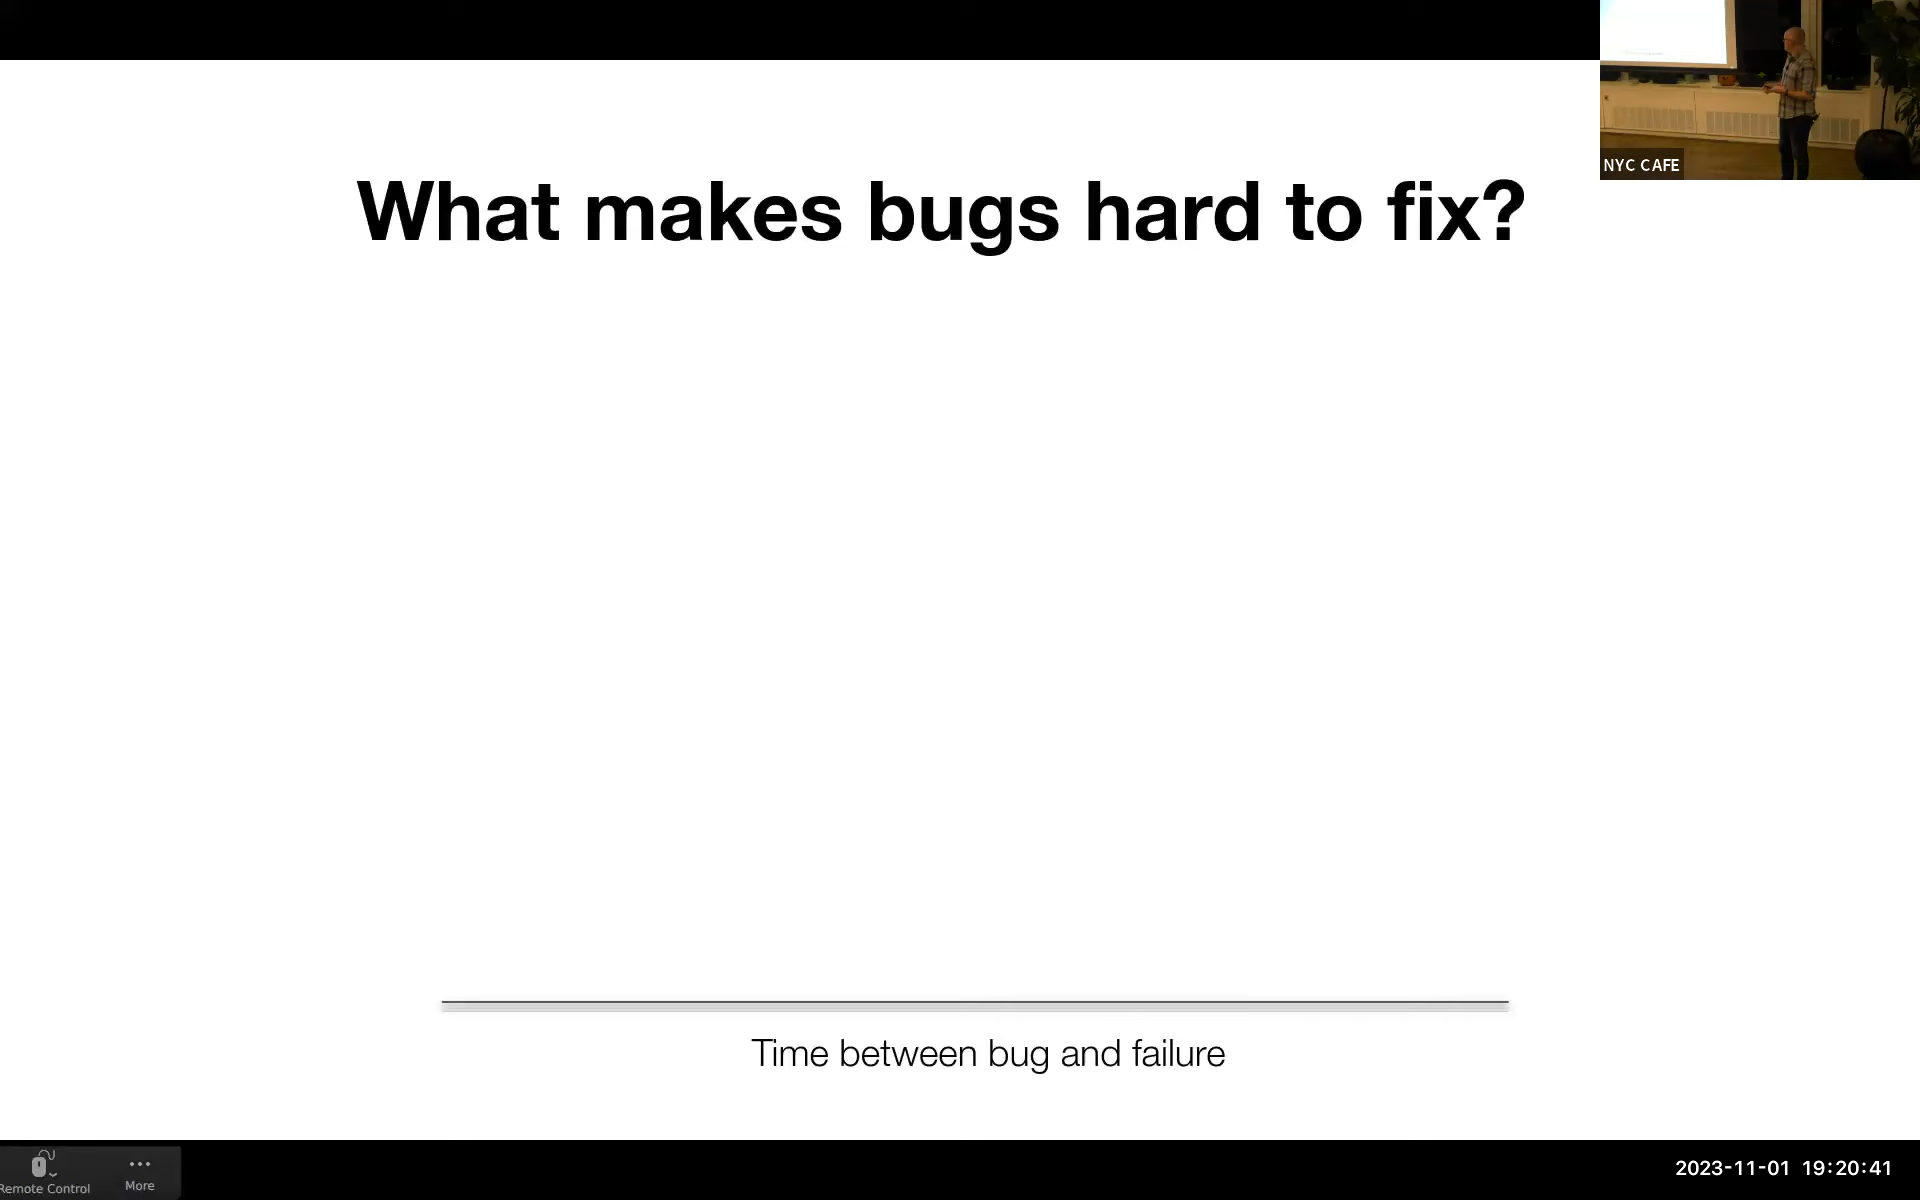 NYC CAFE
What makes bugs hard to fix?
Time between bug and failure
Remote Control
More
2023-11-01 19:20:41